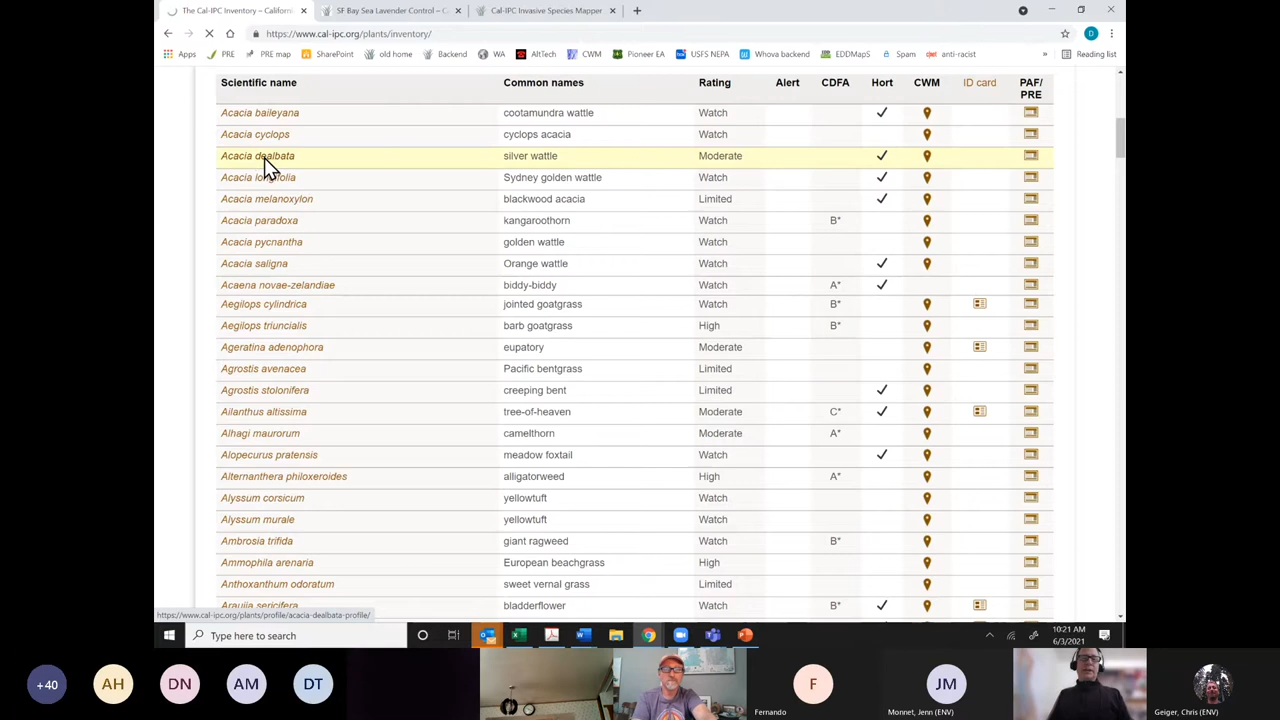 The Cal-IPC Inventory – Californi
SF Bay Sea Lavender Control – C
Cal-IPC Invasive Species Mapper
https://www.cal-ipc.org/plants/inventory/
D
Apps PRE PRE map SharePoint old home Backend WA AltTech CWM Pioneer EA USFS NEPA Whova backend EDDMapS Spam anti-racist » Reading list
Scientific name Common names Rating Alert CDFA Hort CWM ID card PAF/
PRE
Acacia baileyana cootamundra wattle Watch ✓
Acacia cyclops cyclops acacia Watch
Acacia dealbata silver wattle Moderate ✓
Acacia longifolia Sydney golden wattle Watch ✓
Acacia melanoxylon blackwood acacia Limited ✓
Acacia paradoxa kangaroothorn Watch B*
Acacia pycnantha golden wattle Watch
Acacia saligna Orange wattle Watch ✓
Acaena novae-zelandiae biddy-biddy Watch A* ✓
Aegilops cylindrica jointed goatgrass Watch B*
Aegilops triuncialis barb goatgrass High B*
Ageratina adenophora eupatory Moderate
Agrostis avenacea Pacific bentgrass Limited
Agrostis stolonifera creeping bent Limited ✓
Ailanthus altissima tree-of-heaven Moderate C* ✓
Alhagi maurorum camelthorn Moderate A*
Alopecurus pratensis meadow foxtail Watch ✓
Alternanthera philoxeroides alligatorweed High A*
Alyssum corsicum yellowtuft Watch
Alyssum murale yellowtuft Watch
Ambrosia trifida giant ragweed Watch B*
Ammophila arenaria European beachgrass High
Anthoxanthum odoratum sweet vernal grass Limited
Araujia sericifera bladderflower Watch B* ✓
https://www.cal-ipc.org/plants/profile/acacia-dealbata-profile/
Type here to search
10:21 AM
6/3/2021
+40 AH DN AM DT F JM
Fernando Monnet, Jenn (ENV) Geiger, Chris (ENV)